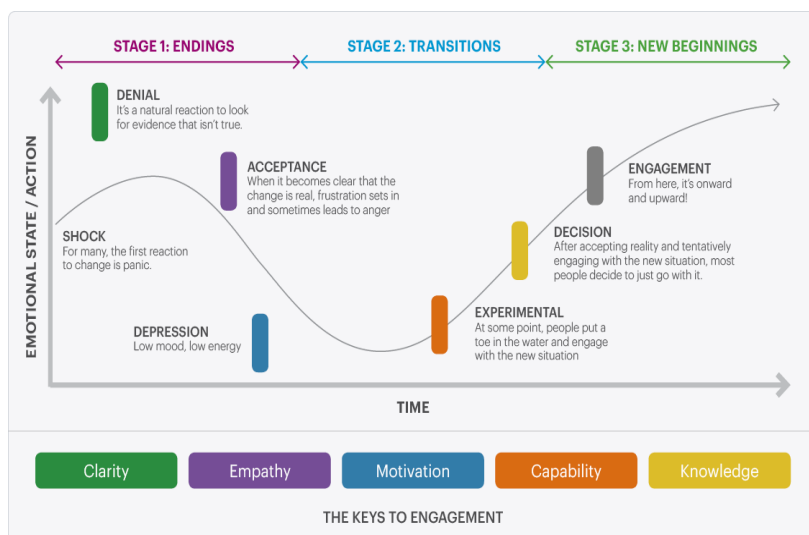 STAGE 1: ENDINGS
STAGE 2: TRANSITIONS
STAGE 3: NEW BEGINNINGS
EMOTIONAL STATE / ACTION
DENIAL
It's a natural reaction to look
for evidence that isn't true.
ACCEPTANCE
When it becomes clear that the
change is real, frustration sets in
and sometimes leads to anger
ENGAGEMENT
From here, it's onward
and upward!
SHOCK
For many, the first reaction
to change is panic.
DECISION
After accepting reality and tentatively
engaging with the new situation, most
people decide to just go with it.
DEPRESSION
Low mood, low energy
EXPERIMENTAL
At some point, people put a
toe in the water and engage
with the new situation
TIME
Clarity
Empathy
Motivation
Capability
Knowledge
THE KEYS TO ENGAGEMENT